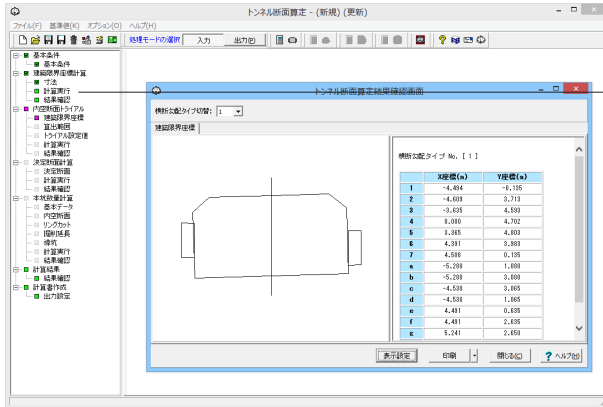 トンネル断面算定 - (新規) (更新)
ファイル(F) 基準値(K) オプション(O) ヘルプ(H)
処理モードの選択 入力 出力(P)
基本条件
基本条件
建築限界座標計算
寸法
計算実行
結果確認
内空断面トライアル
建築限界座標
算出範囲
トライアル設定値
計算実行
結果確認
決定断面計算
決定断面
計算実行
結果確認
本坑数量計算
基本データ
内空断面
リングカット
掘削延長
導坑
計算実行
結果確認
計算結果
結果確認
計算書作成
出力設定
トンネル断面算定結果確認画面
横断勾配タイプ切替: 1
建築限界座標
横断勾配タイプ No. [ 1 ]
X座標(m) Y座標(m)
1 -4.494 -0.135
2 -4.609 3.713
3 -3.635 4.593
4 0.000 4.702
5 3.365 4.803
6 4.391 3.983
7 4.506 0.135
a -5.288 1.080
b -5.288 3.080
c -4.538 3.065
d -4.538 1.065
e 4.491 0.635
f 4.491 2.635
g 5.241 2.650
表示設定 印刷 閉じる(C) ヘルプ(H)